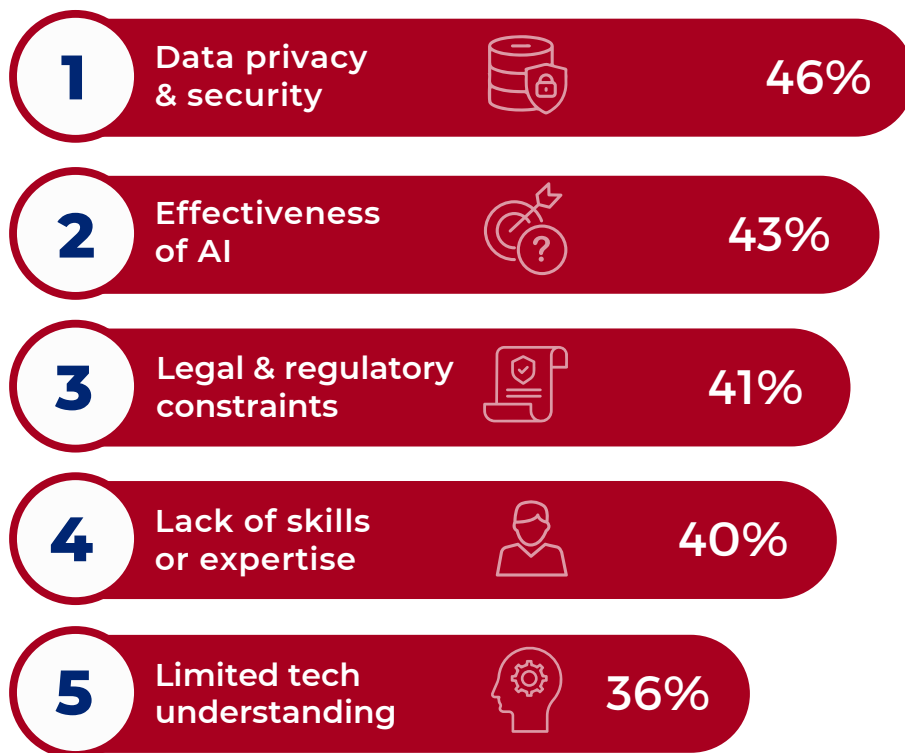 1
Data privacy
& security
46%
2
Effectiveness
of AI
?
43%
3
Legal & regulatory
constraints
41%
4
Lack of skills
or expertise
40%
5
Limited tech
understanding
36%